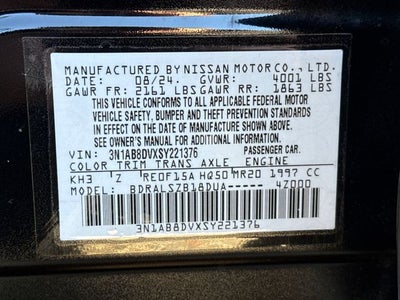 MANUFACTURED BY NISSAN MOTOR CO., LTD.
DATE: 08/24. GVWR: 4001 LBS
GAWR FR: 2161 LBS GAWR RR: 1863 LBS
THIS VEHICLE CONFORMS TO ALL APPLICABLE FEDERAL MOTOR
VEHICLE SAFETY, BUMPER AND THEFT PREVENTION STANDARDS
IN EFFECT ON THE DATE OF MANUFACTURE SHOWN ABOVE.
SEE OWNERS MANUAL FOR MORE INFORMATION.
VIN: 3N1AB8DVXSY221376 PASSENGER CAR
COLOR TRIM TRANS AXLE ENGINE
KH3 Z RE0F15A HQ50 MR20 1997 CC
MODEL: BDRALSZB18DUA----- 4Z000
3N1AB8DVXSY221376